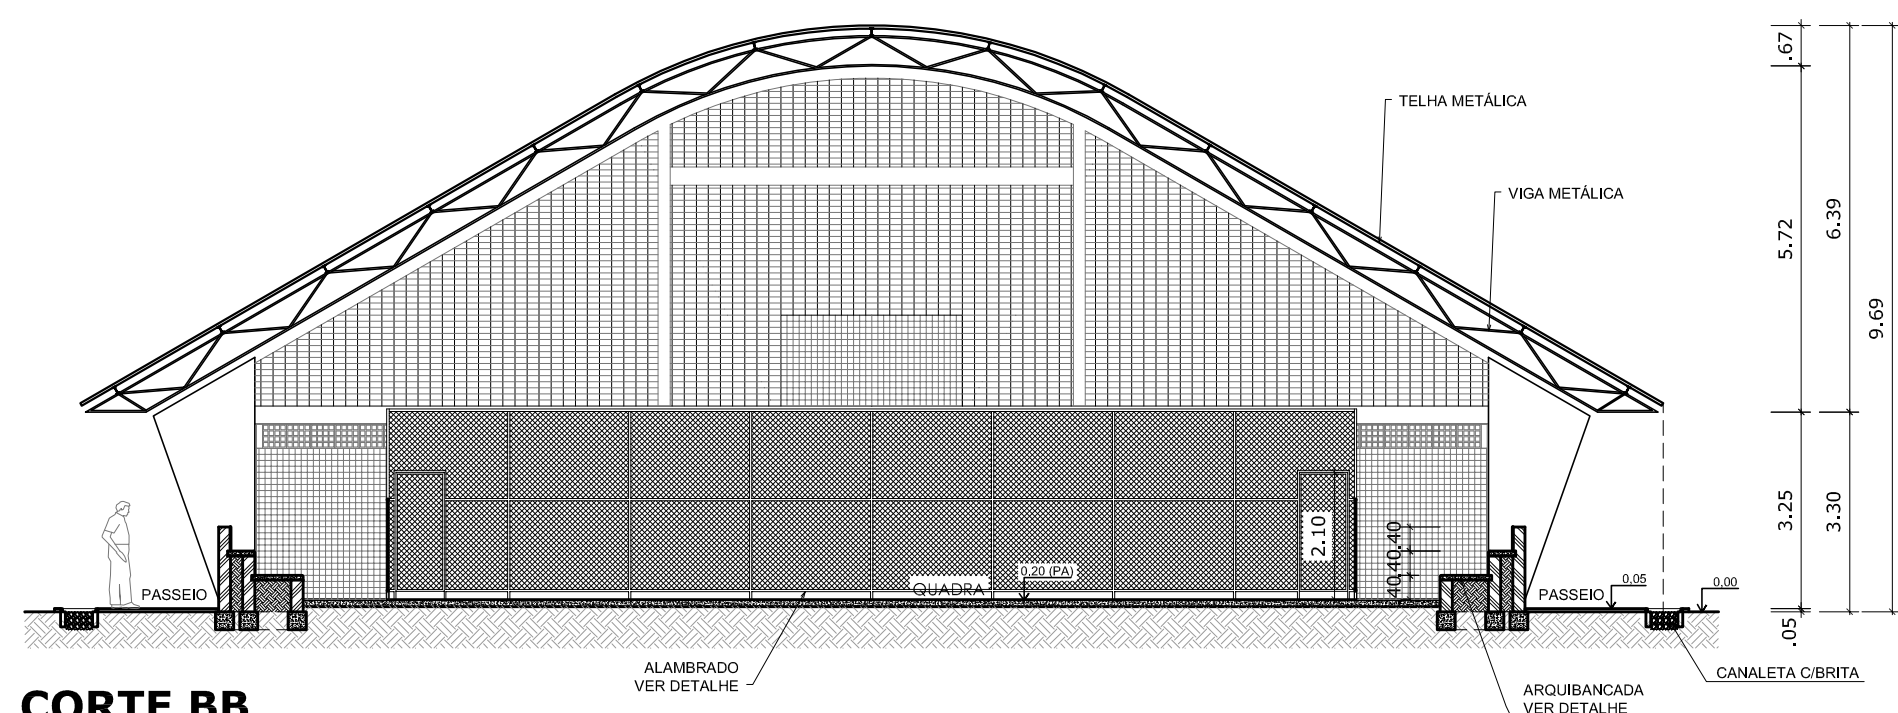 .67
TELHA METÁLICA
VIGA METÁLICA
5.72
6.39
9.69
3.25
3.30
2.10
.40
.40
.40
0,20 (PA)
QUADRA
PASSEIO
PASSEIO
0,05
0,00
.05
ALAMBRADO
VER DETALHE
CANALETA C/BRITA
ARQUIBANCADA
VER DETALHE
CORTE BB